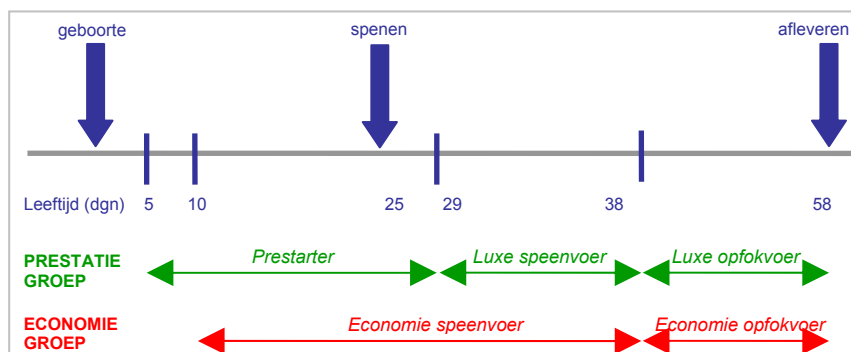 geboorte spenen afleveren
Leeftijd (dgn) 5 10 25 29 38 58
PRESTATIE GROEP Prestarter Luxe speenvoer Luxe opfokvoer
ECONOMIE GROEP Economie speenvoer Economie opfokvoer